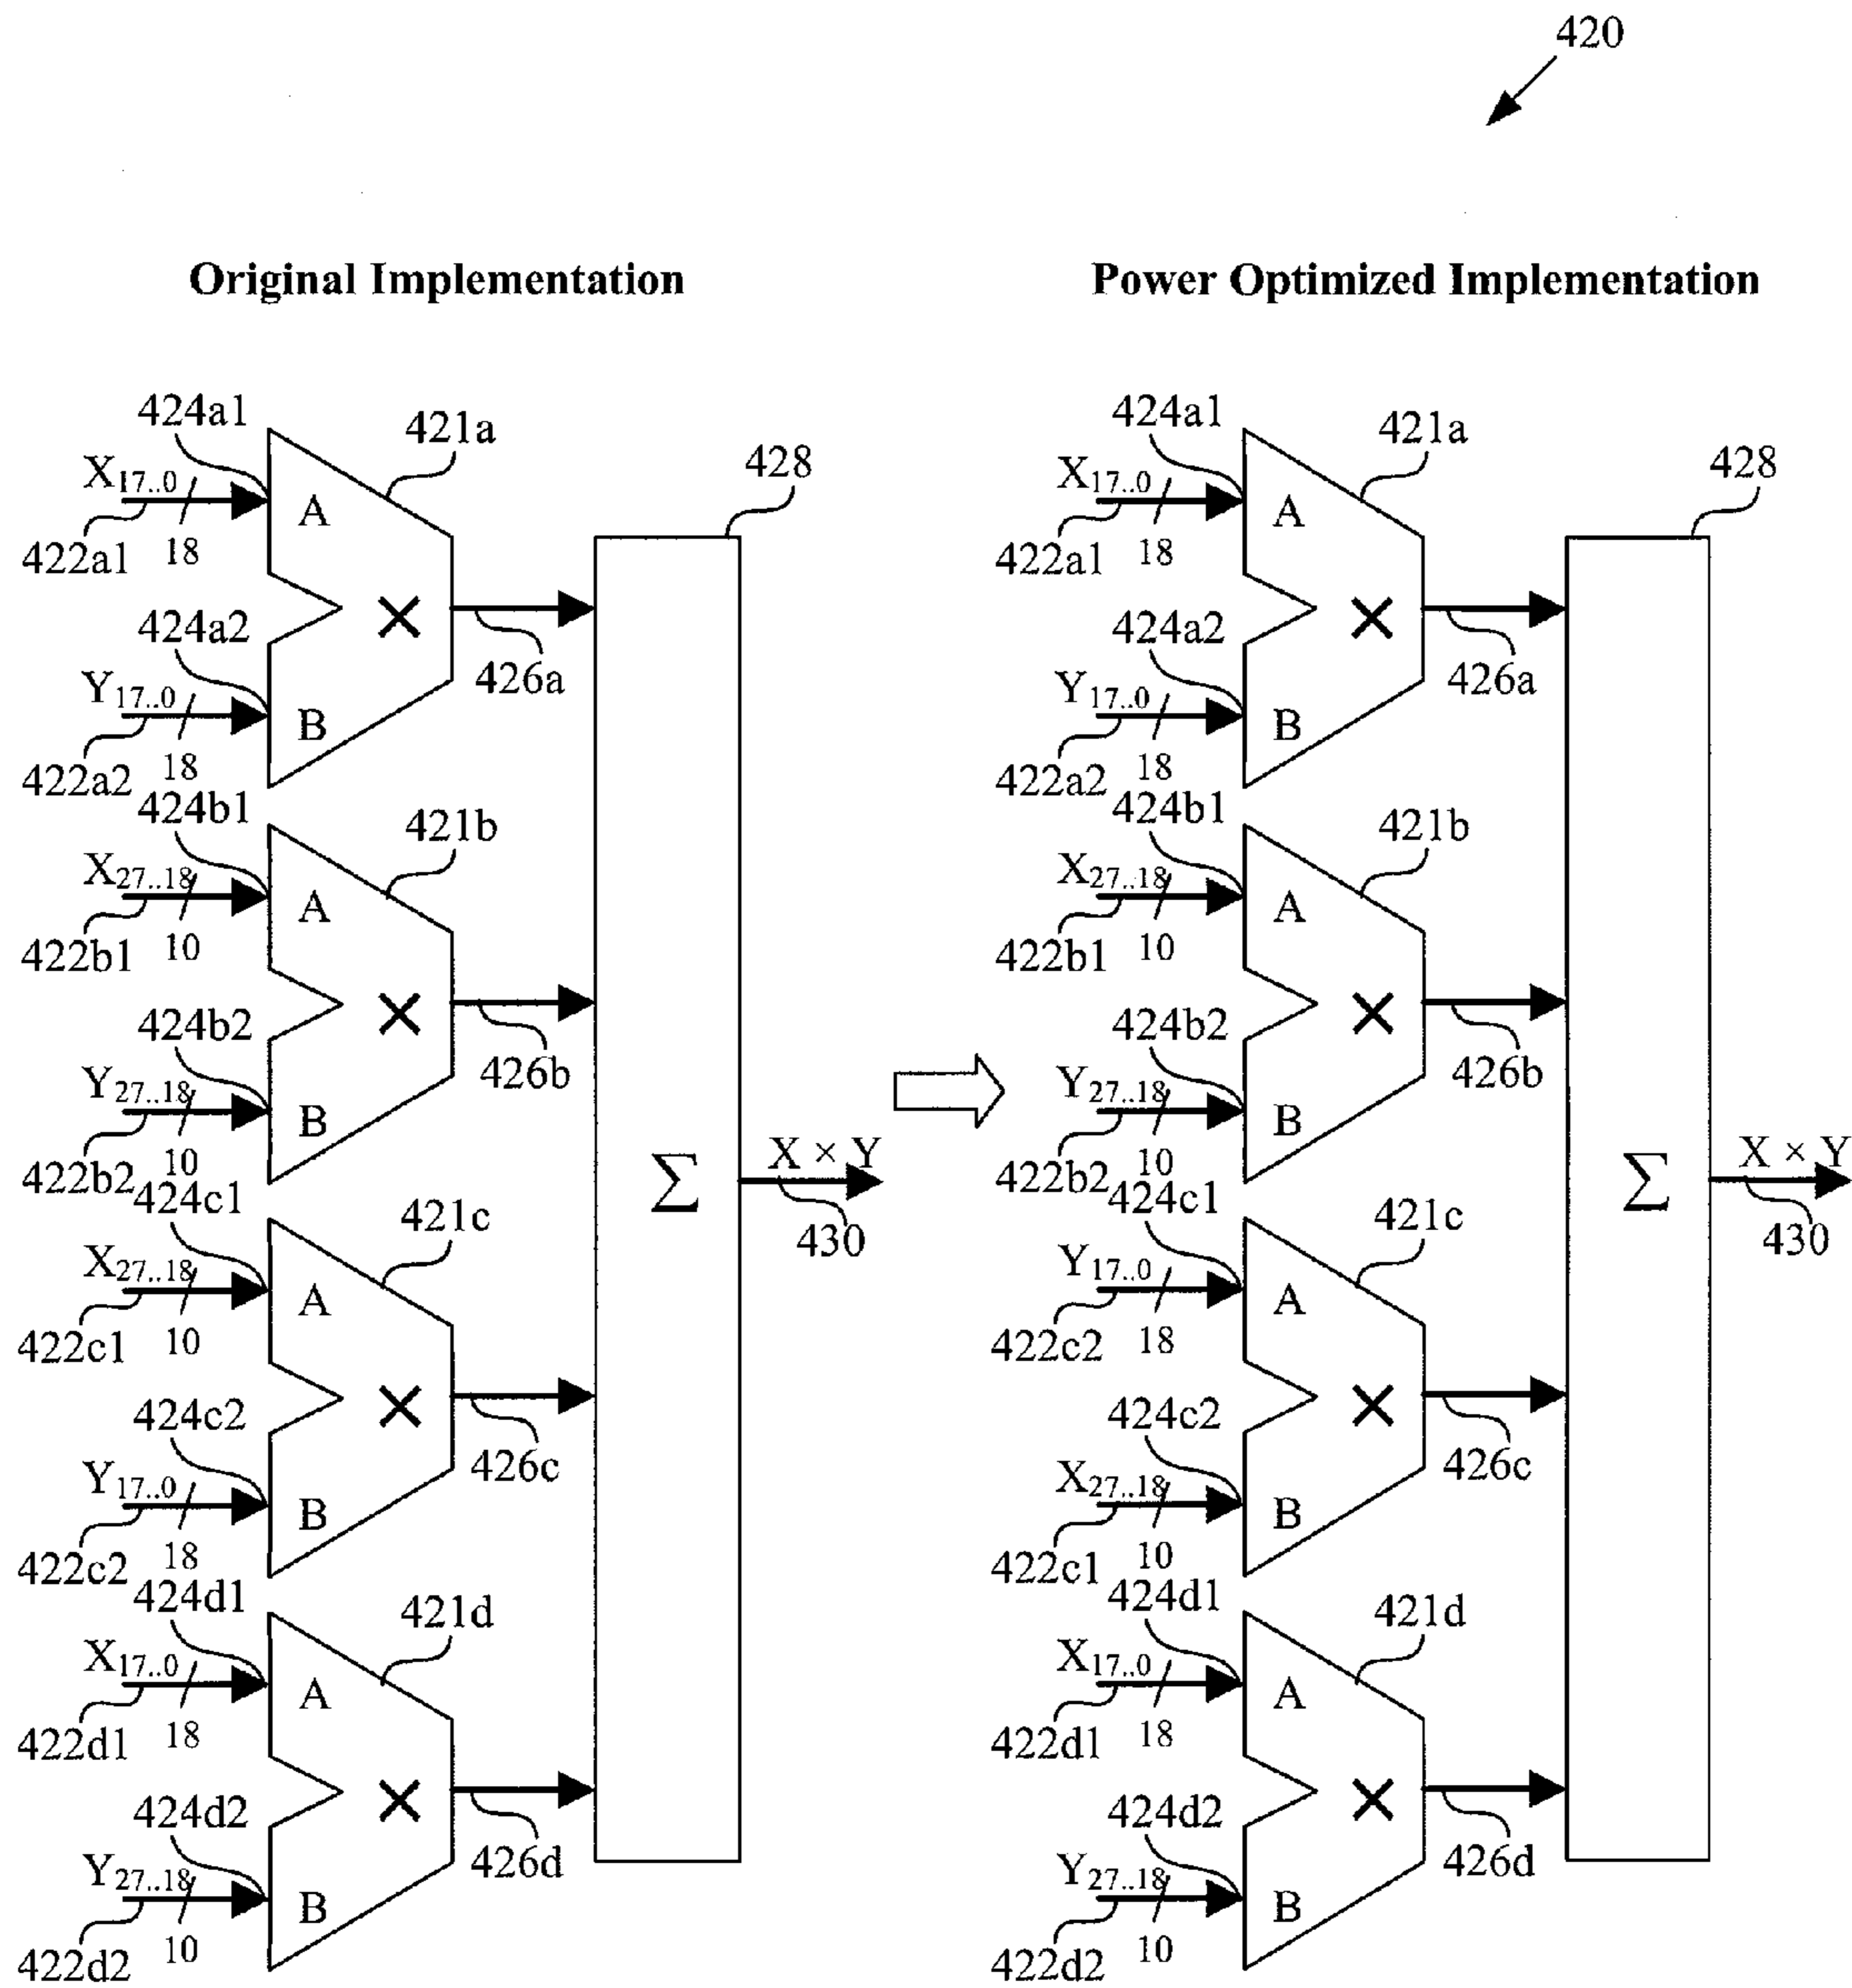 420
Original Implementation
424a1
421a
X17..0
A
422a1
18
428
424a2
×
Y17..0
426a
B
422a2
18
424b1
421b
X27..18
A
422b1
10
424b2
×
Y27..18
426b
B
422b2
10
Σ
X × Y
430
424c1
421c
X27..18
A
422c1
10
424c2
×
Y17..0
426c
B
422c2
18
424d1
421d
X17..0
A
422d1
18
424d2
×
Y27..18
426d
B
422d2
10
Power Optimized Implementation
424a1
421a
X17..0
A
422a1
18
428
424a2
×
Y17..0
426a
B
422a2
18
424b1
421b
X27..18
A
422b1
10
424b2
×
Y27..18
426b
B
422b2
10
Σ
X × Y
430
424c1
421c
Y17..0
A
422c2
18
424c2
×
X27..18
426c
B
422c1
10
424d1
421d
X17..0
A
422d1
18
424d2
×
Y27..18
426d
B
422d2
10